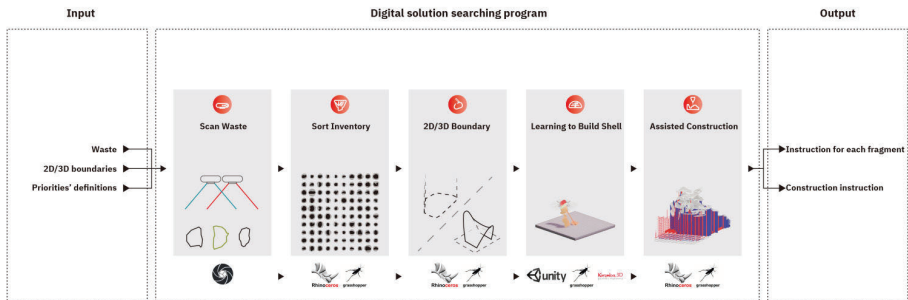 Input
Digital solution searching program
Output
Scan Waste
Sort Inventory
2D/3D Boundary
Learning to Build Shell
Assisted Construction
Waste
2D/3D boundaries
Priorities' definitions
Instruction for each fragment
Construction instruction
Rhinoceros
grasshopper
Rhinoceros
grasshopper
unity
grasshopper
Rhinoceros
grasshopper